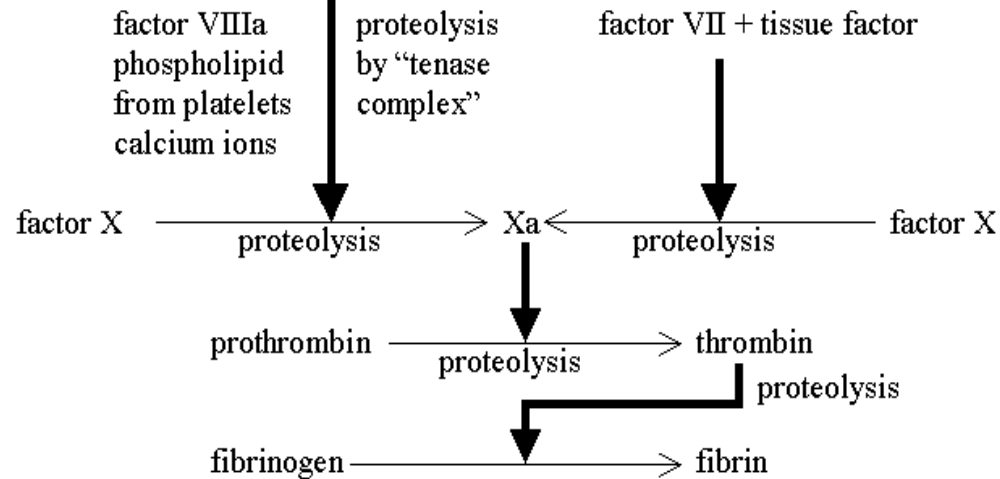 factor VIIIa
phospholipid
from platelets
calcium ions
proteolysis
by “tenase
complex”
factor VII + tissue factor
factor X
proteolysis
Xa
proteolysis
factor X
prothrombin
proteolysis
thrombin
proteolysis
fibrinogen
fibrin